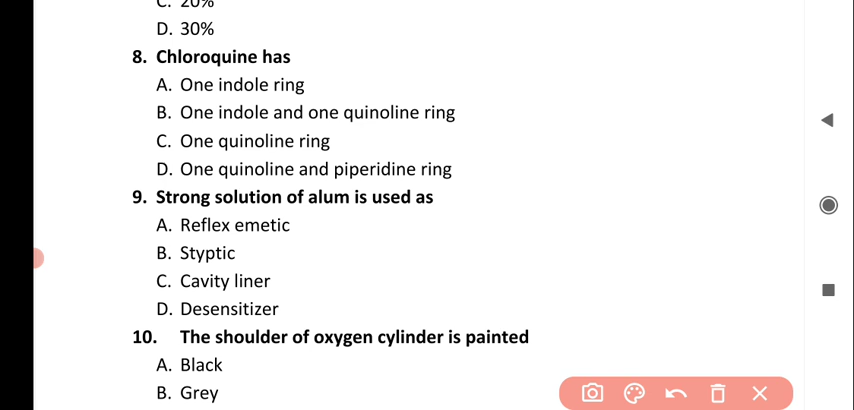 C. 20%
D. 30%
8. Chloroquine has
A. One indole ring
B. One indole and one quinoline ring
C. One quinoline ring
D. One quinoline and piperidine ring
9. Strong solution of alum is used as
A. Reflex emetic
B. Styptic
C. Cavity liner
D. Desensitizer
10. The shoulder of oxygen cylinder is painted
A. Black
B. Grey